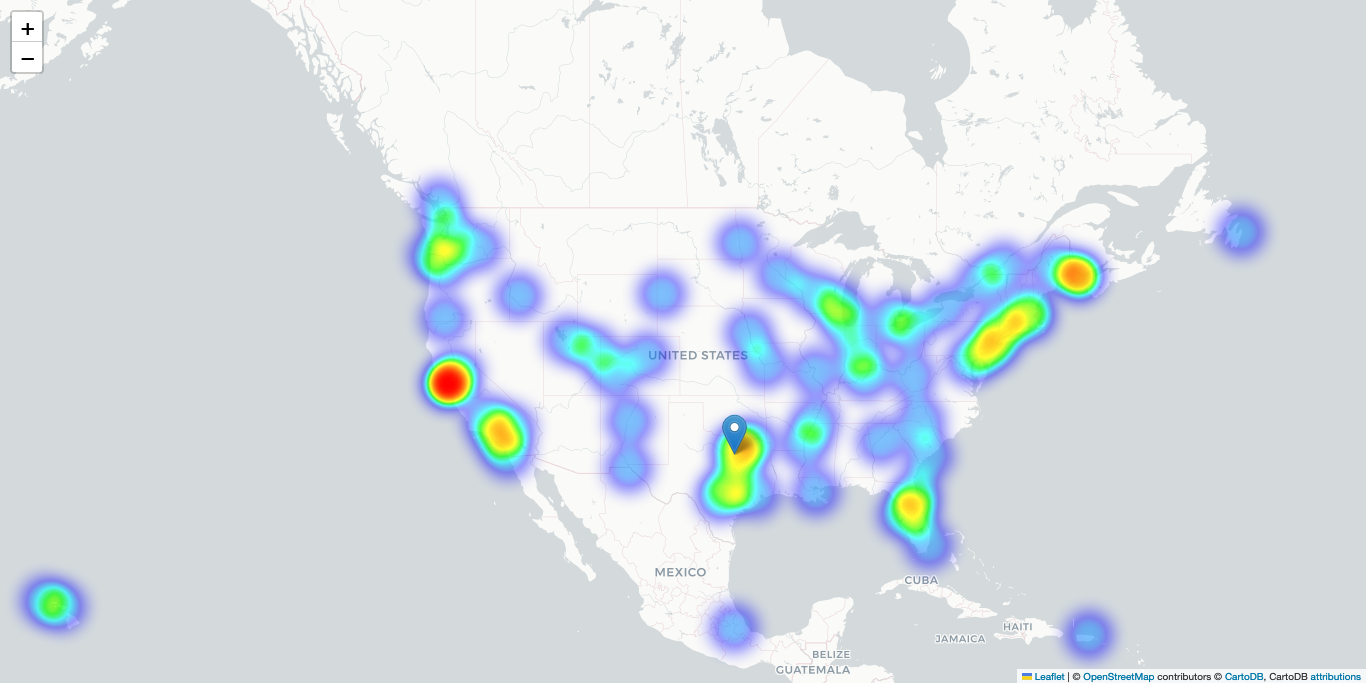 +
−
UNITED STATES
MEXICO
CUBA
HAITI
JAMAICA
BELIZE
GUATEMALA
Leaflet | © OpenStreetMap contributors © CartoDB, CartoDB attributions